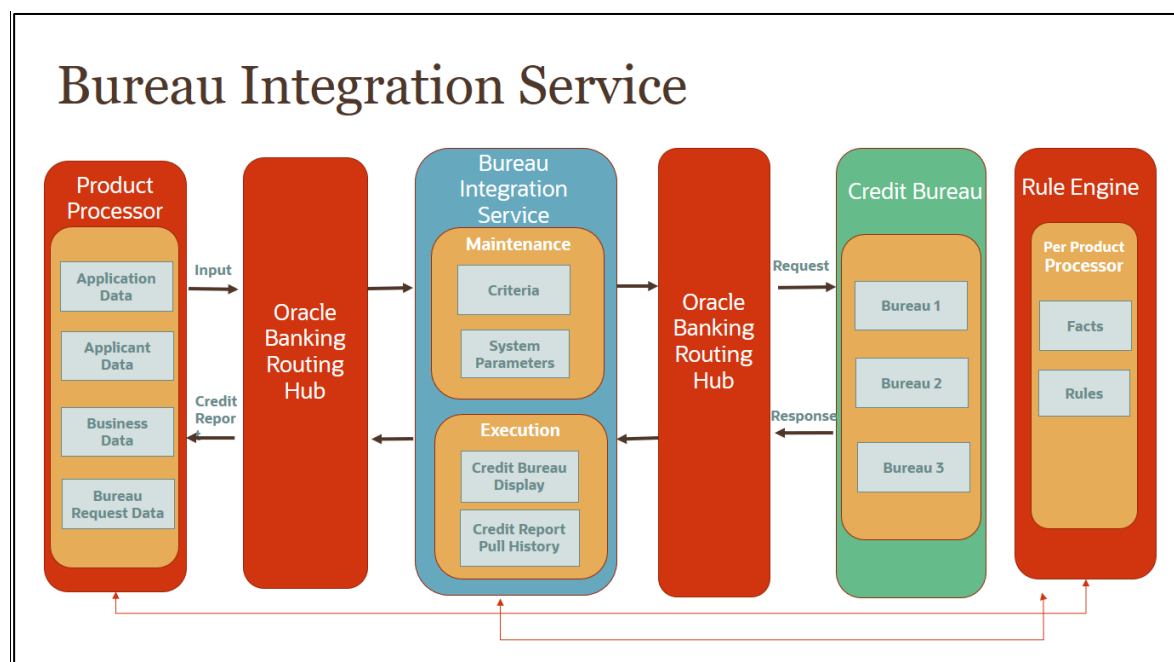 Bureau Integration Service
Product
Processor
Application
Data
Applicant
Data
Business
Data
Bureau
Request Data
Input
Credit
Repor
t
Oracle
Banking
Routing
Hub
Bureau
Integration
Service
Maintenance
Criteria
System
Parameters
Execution
Credit Bureau
Display
Credit Report
Pull History
Oracle
Banking
Routing
Hub
Request
Response
Credit Bureau
Bureau 1
Bureau 2
Bureau 3
Rule Engine
Per Product
Processor
Facts
Rules